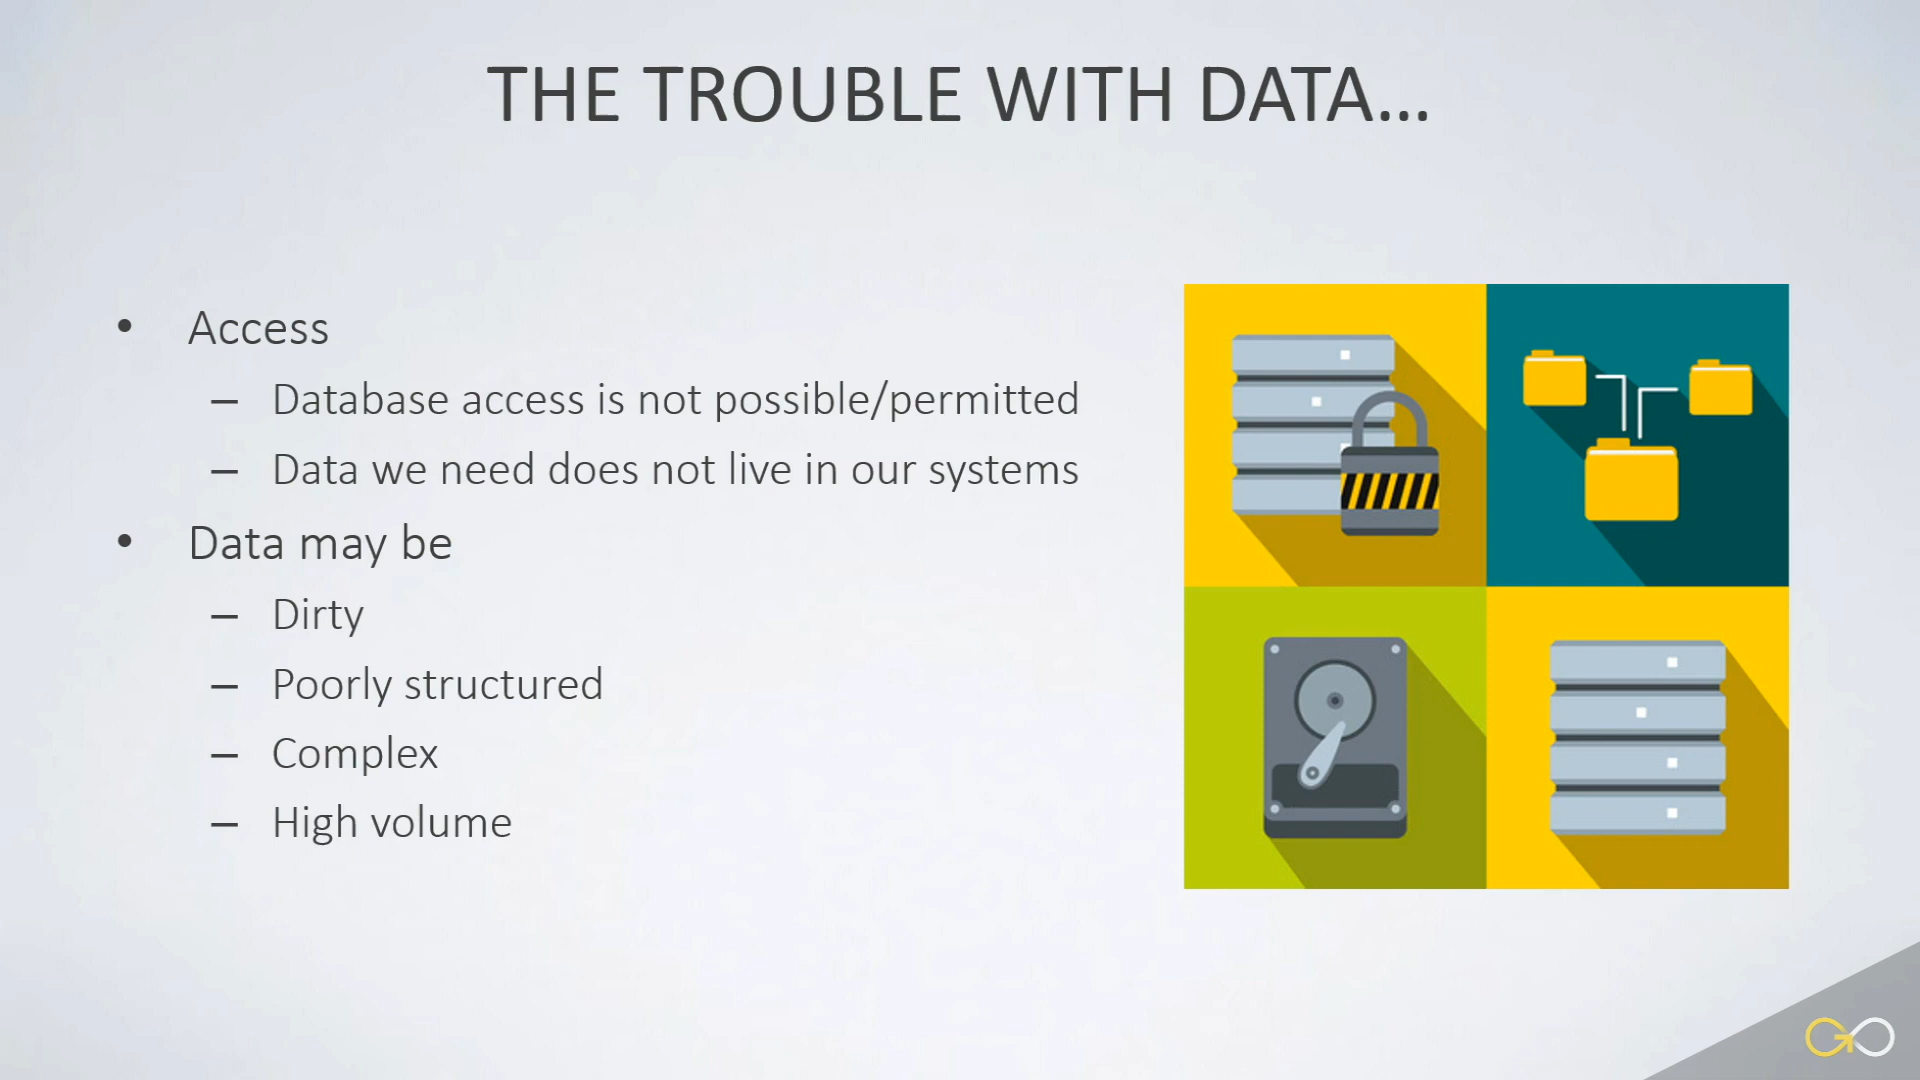 THE TROUBLE WITH DATA...
• Access
– Database access is not possible/permitted
– Data we need does not live in our systems
• Data may be
– Dirty
– Poorly structured
– Complex
– High volume